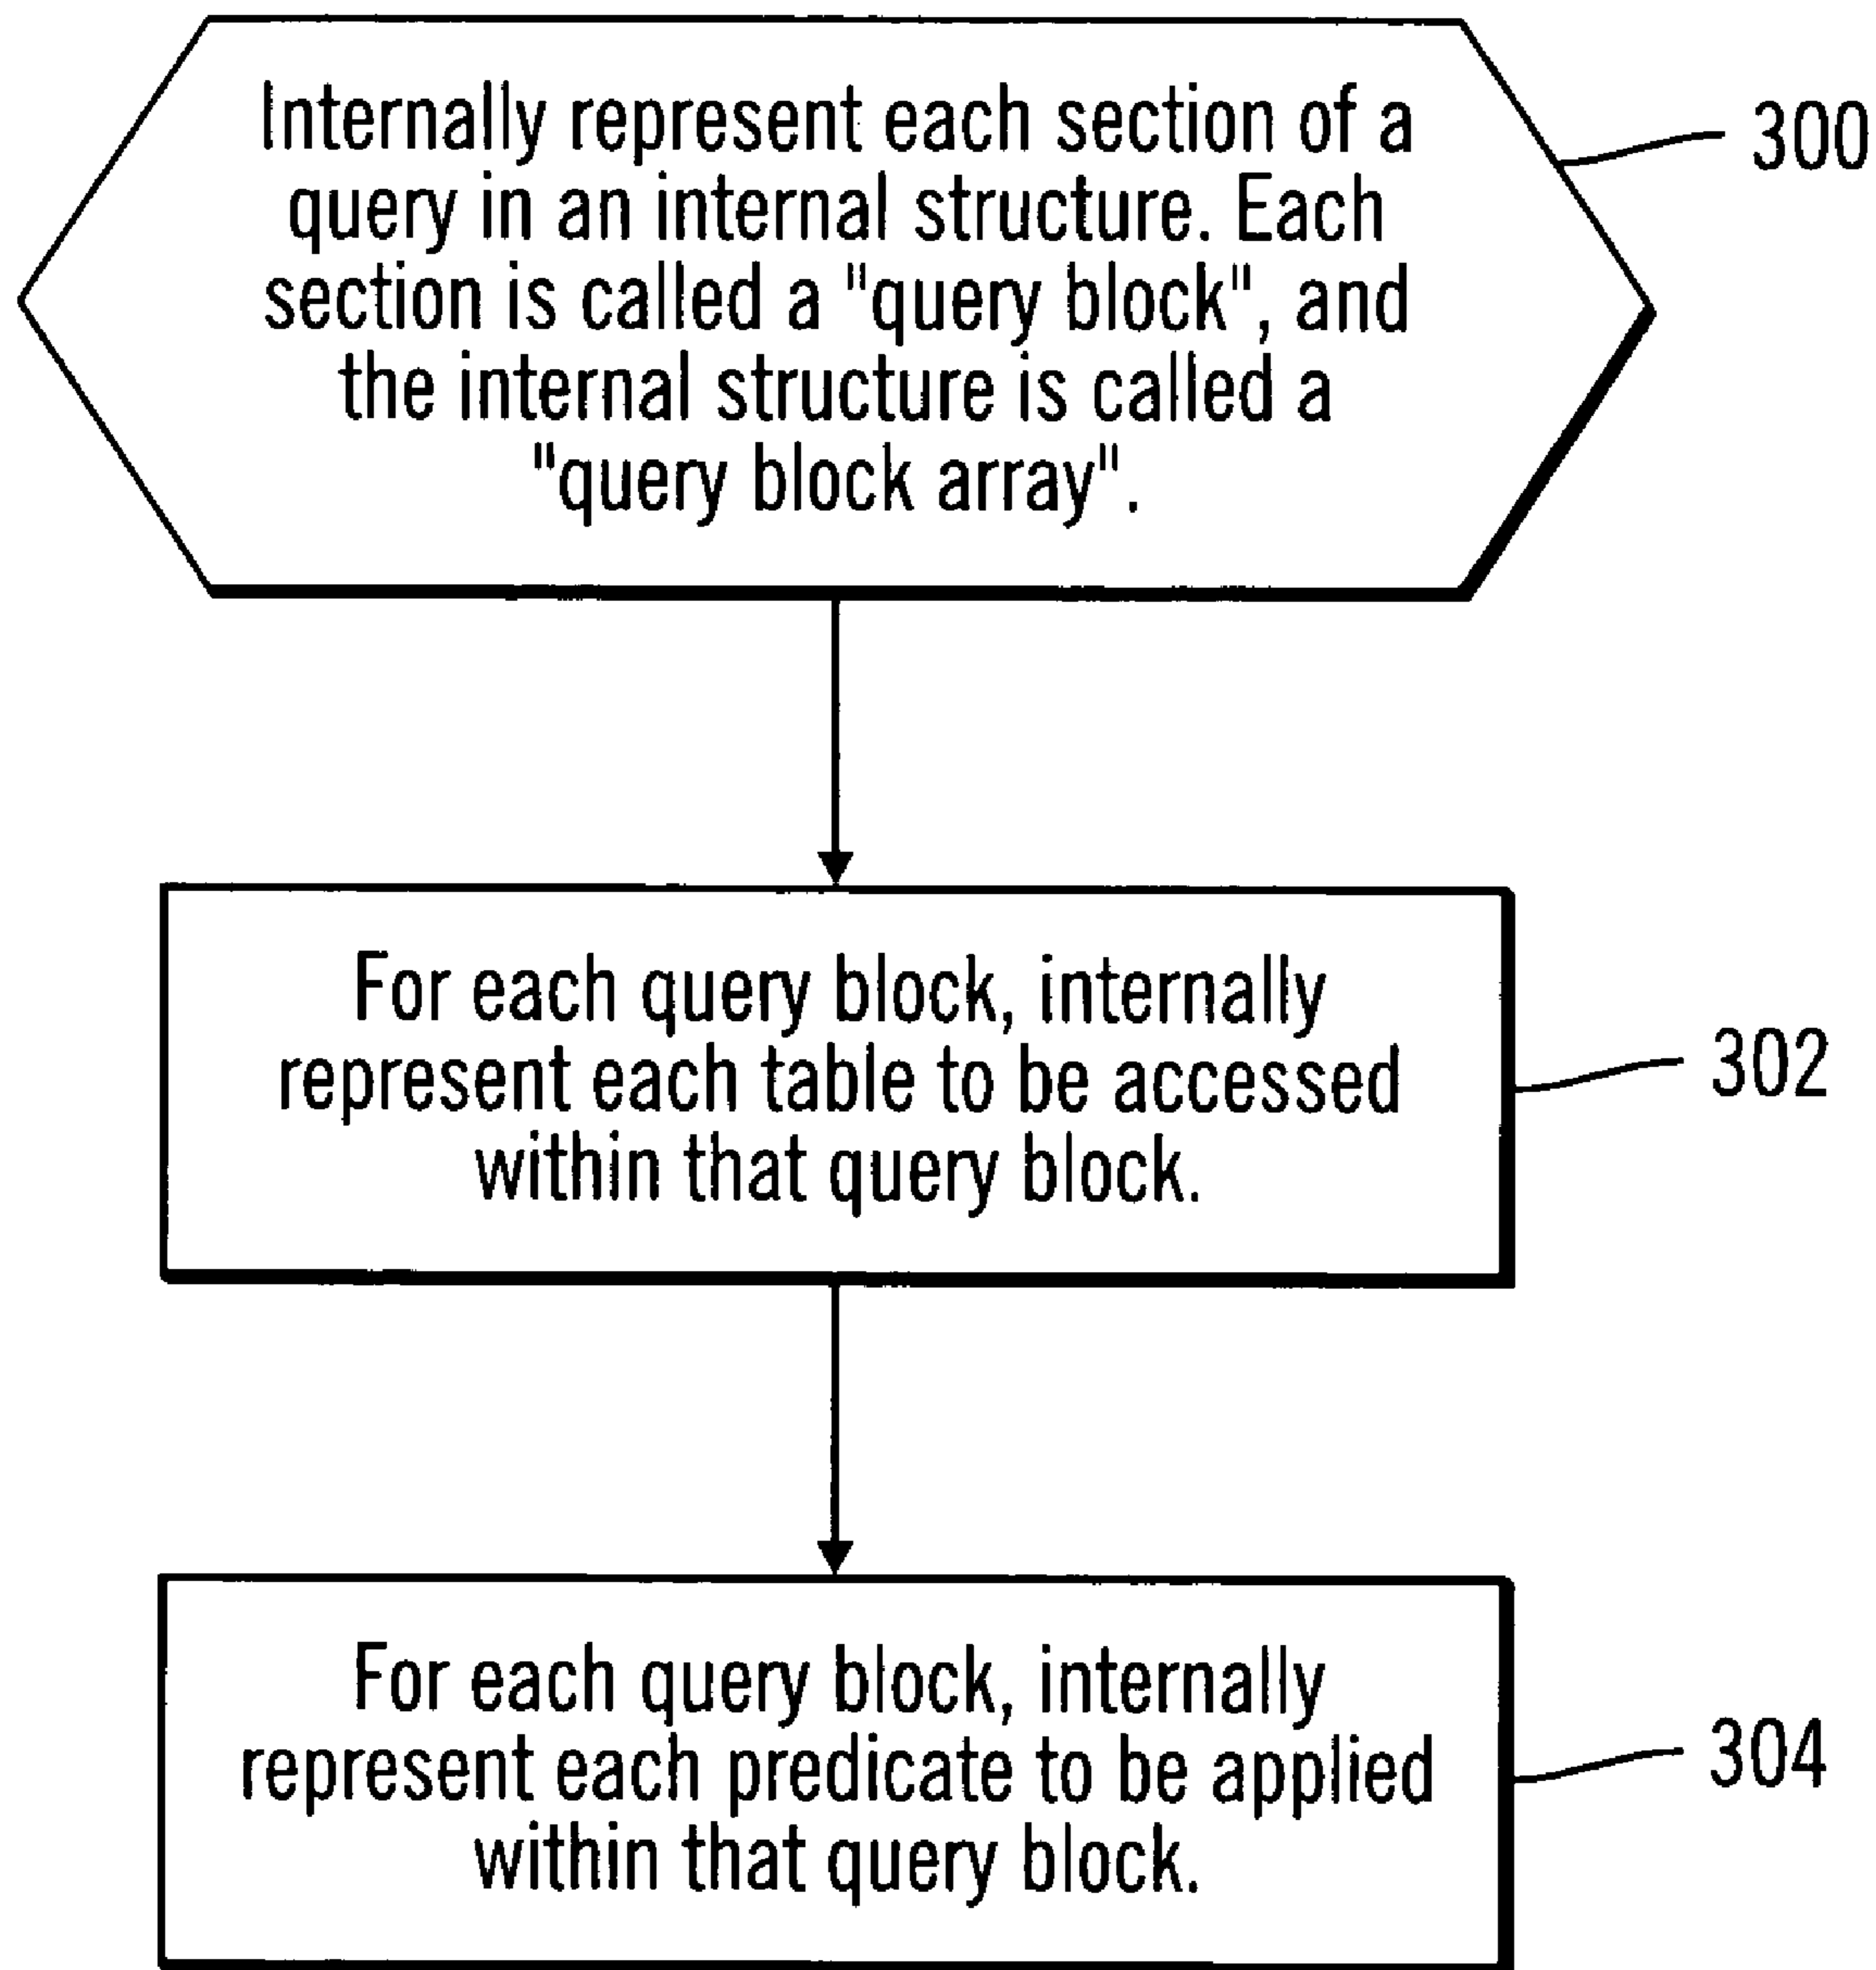 Internally represent each section of a
query in an internal structure. Each
section is called a "query block", and
the internal structure is called a
"query block array".
300
For each query block, internally
represent each table to be accessed
within that query block.
302
For each query block, internally
represent each predicate to be applied
within that query block.
304